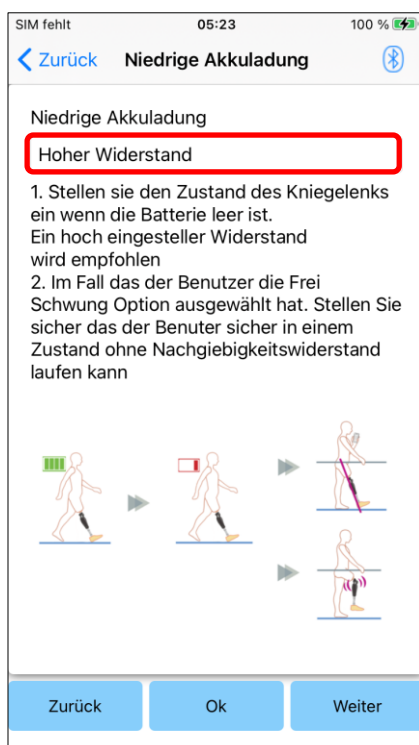 SIM fehlt 05:23 100 %
Zurück Niedrige Akkuladung
Niedrige Akkuladung
Hoher Widerstand
1. Stellen sie den Zustand des Kniegelenks
ein wenn die Batterie leer ist.
Ein hoch eingesteller Widerstand
wird empfohlen
2. Im Fall das der Benutzer die Frei
Schwung Option ausgewählt hat. Stellen Sie
sicher das der Benuter sicher in einem
Zustand ohne Nachgiebigkeitswiderstand
laufen kann
Zurück Ok Weiter